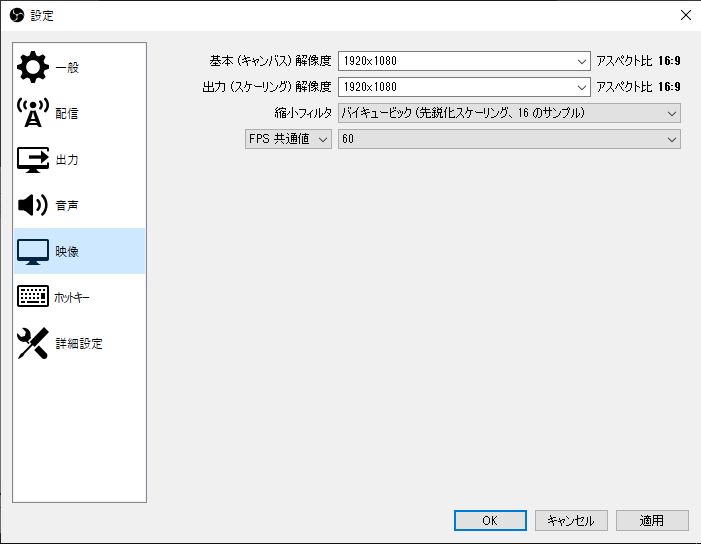 設定
一般
配信
出力
音声
映像
ホットキー
詳細設定
基本 (キャンバス) 解像度 1920x1080 アスペクト比 16:9
出力 (スケーリング) 解像度 1920x1080 アスペクト比 16:9
縮小フィルタ バイキュービック (先鋭化スケーリング、16 のサンプル)
FPS 共通値 60
OK キャンセル 適用